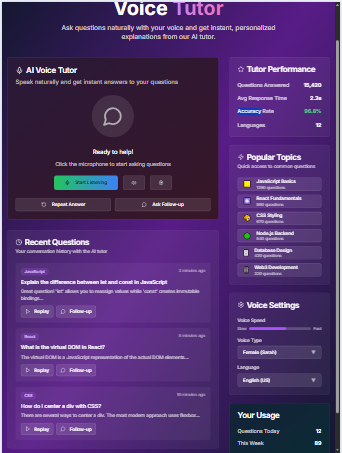 Voice Tutor
Ask questions naturally with your voice and get instant, personalized
explanations from our AI tutor.
AI Voice Tutor
Speak naturally and get instant answers to your questions
Ready to help!
Click the microphone to start asking questions
Start Listening
Repeat Answer
Ask Follow-up
Recent Questions
Your conversation history with the AI tutor
JavaScript
2 minutes ago
Explain the difference between let and const in JavaScript
Great question! "let" allows you to reassign values while "const" creates immutable
bindings...
Replay
Follow-up
React
5 minutes ago
What is the virtual DOM in React?
The virtual DOM is a JavaScript representation of the actual DOM elements...
Replay
Follow-up
CSS
How do I center a div with CSS?
There are several ways to center a div. The most modern approach uses flexbox...
Replay
Follow-up
Tutor Performance
Questions Answered 15,420
Avg Response Time 2.3s
Accuracy Rate 96.8%
Languages 12
Popular Topics
Quick access to common questions
JavaScript Basics
questions
React Fundamentals
questions
CSS Styling
questions
Node.js Backend
questions
Database Design
questions
Web3 Development
questions
Voice Settings
Voice Speed
Slow
Fast
Voice Type
Female (Sarah)
Language
English (US)
Your Usage
Questions Today 12
This Week 89